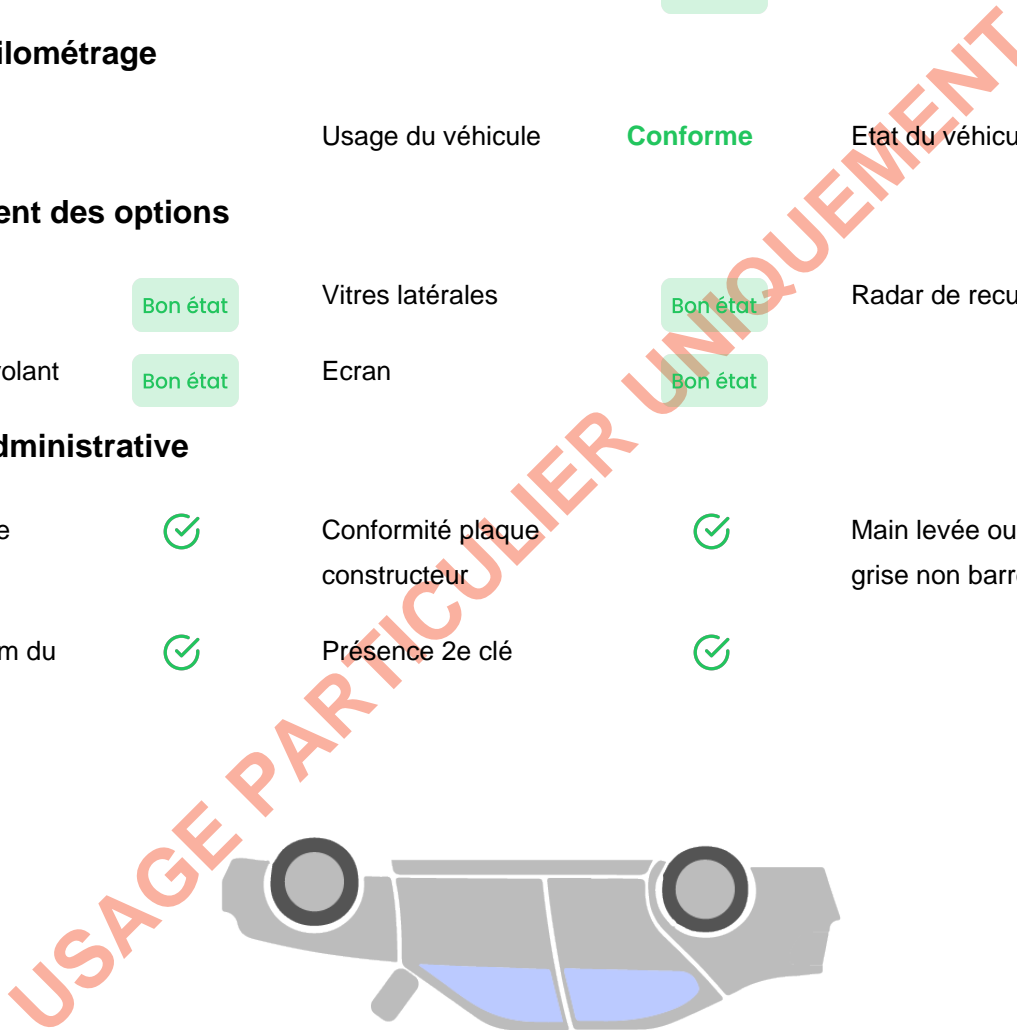 ilométrage
Usage du véhicule Conforme Etat du véhicu
ent des options
Bon état Vitres latérales Bon état Radar de recu
olant Bon état Ecran Bon état
dministrative
e Conformité plaque Main levée ou
constructeur grise non barr
m du Présence 2e clé
USAGE PARTICULIER UNIQUEMENT